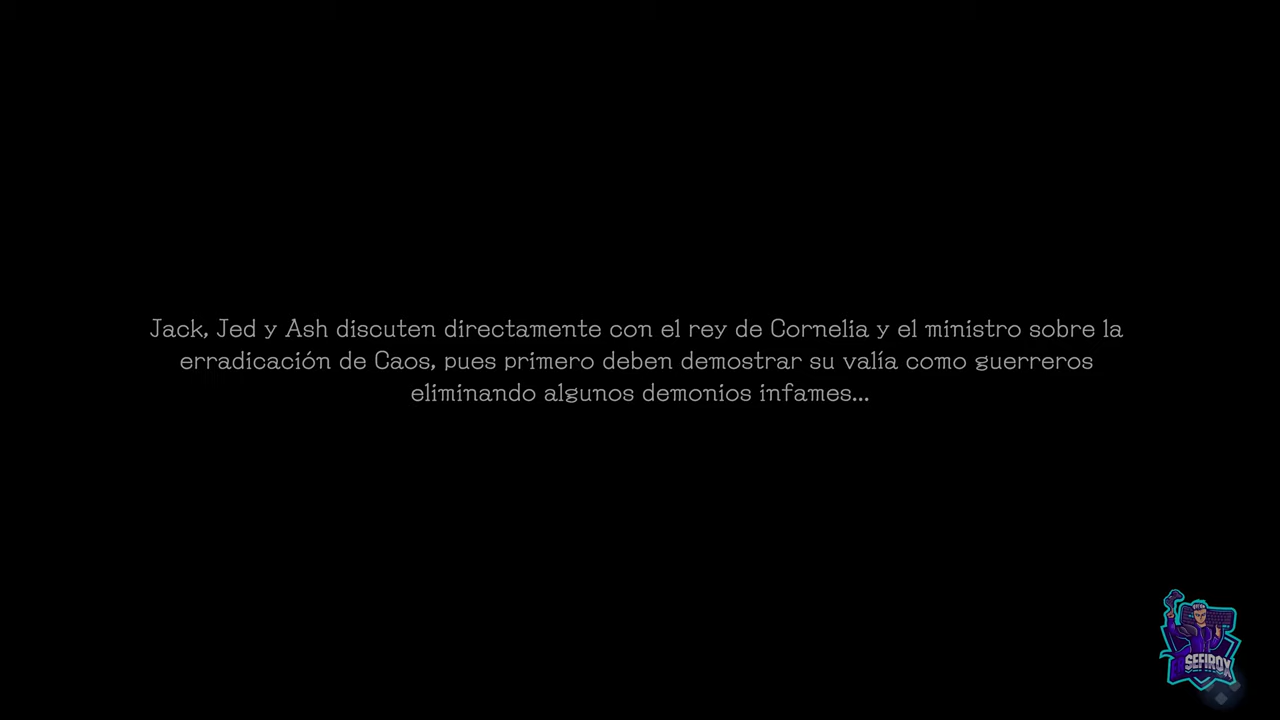 Jack, Jed y Ash discuten directamente con el rey de Cornelia y el ministro sobre la
erradicación de Caos, pues primero deben demostrar su valía como guerreros
eliminando algunos demonios infames...
SEFIROX